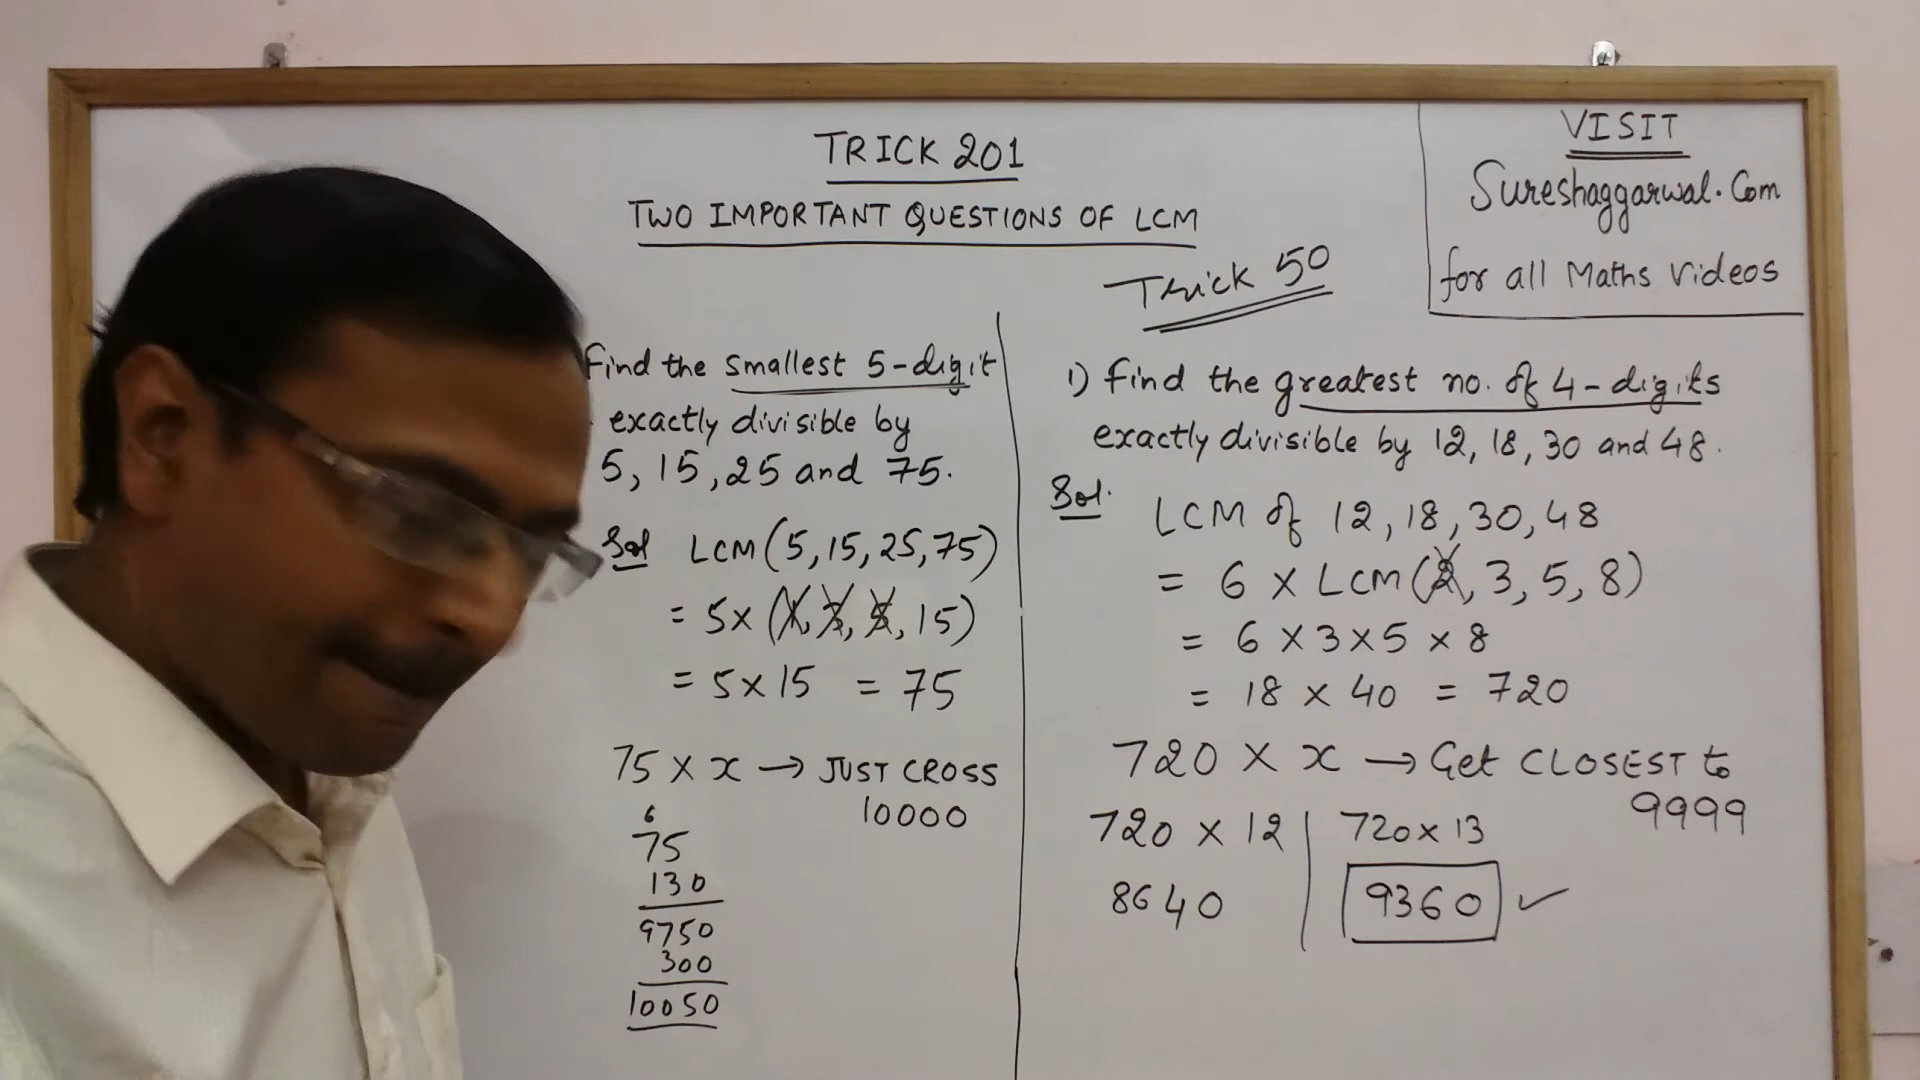 TRICK 201
TWO IMPORTANT QUESTIONS OF LCM
Trick 50
VISIT
Sureshaggarwal.Com
for all Maths Videos
Find the smallest 5-digit
exactly divisible by
5, 15, 25 and 75.
Sol LCM (5, 15, 25, 75)
= 5 x (1, 3, 5, 15)
= 5 x 15 = 75
75 x x → JUST CROSS
10000
6
75
130
9750
300
10050
1) Find the greatest no. of 4-digits
exactly divisible by 12, 18, 30 and 48.
Sol.
LCM of 12, 18, 30, 48
= 6 x LCM (2, 3, 5, 8)
= 6 x 3 x 5 x 8
= 18 x 40 = 720
720 x x → Get CLOSEST to
9999
720 x 12 | 720 x 13
8640 | 9360 ✓